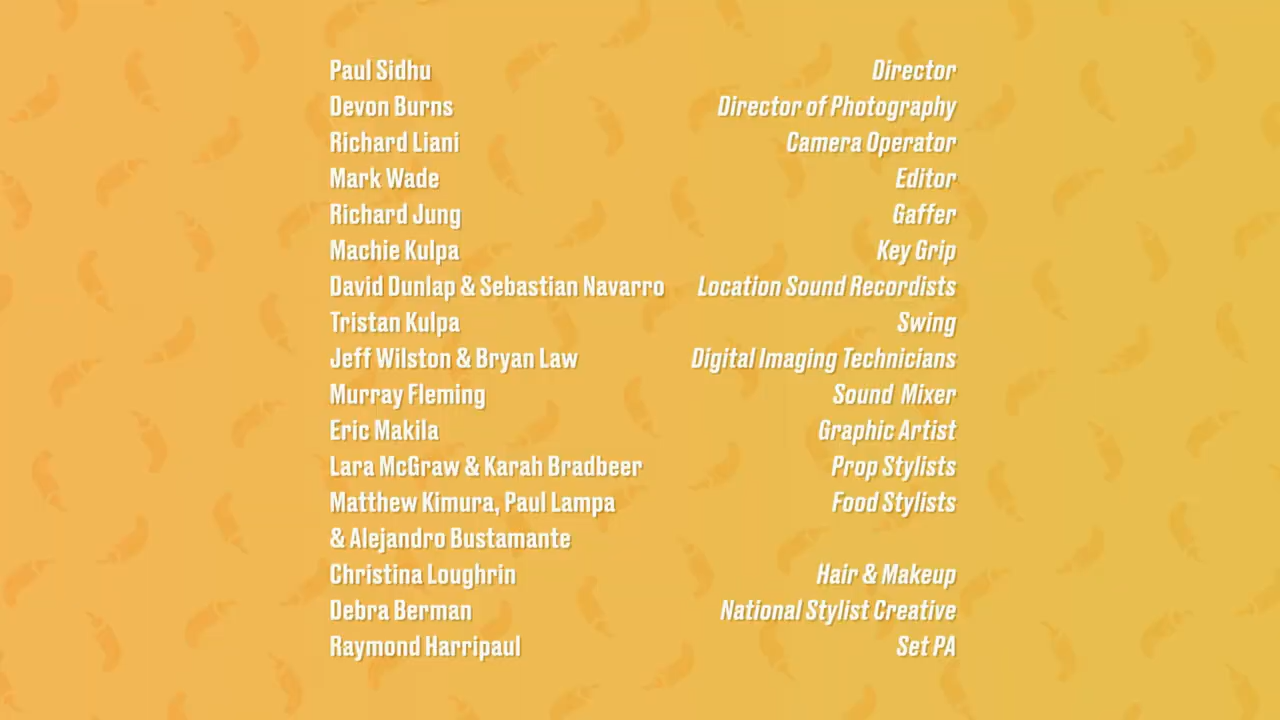 Paul Sidhu Director
Devon Burns Director of Photography
Richard Liani Camera Operator
Mark Wade Editor
Richard Jung Gaffer
Machie Kulpa Key Grip
David Dunlap & Sebastian Navarro Location Sound Recordists
Tristan Kulpa Swing
Jeff Wilston & Bryan Law Digital Imaging Technicians
Murray Fleming Sound Mixer
Eric Makila Graphic Artist
Lara McGraw & Karah Bradbeer Prop Stylists
Matthew Kimura, Paul Lampa Food Stylists
& Alejandro Bustamante
Christina Loughrin Hair & Makeup
Debra Berman National Stylist Creative
Raymond Harripaul Set PA